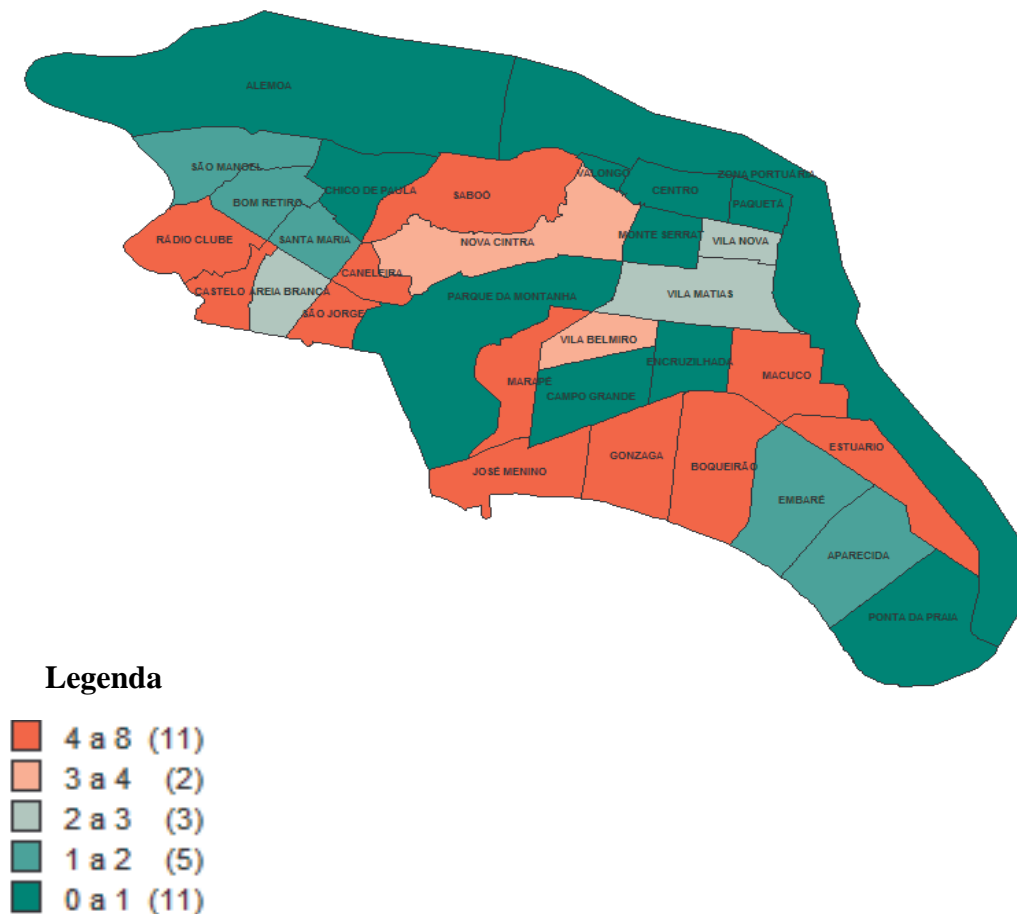 ALEMOA
SÃO MANOEL
CHICO DE PAULA
SABOÓ
VALONGO
CENTRO
ZONA PORTUÁRIA
PAQUETÁ
BOM RETIRO
RÁDIO CLUBE
SANTA MARIA
NOVA CINTRA
MONTE SERRAT
VILA NOVA
CANELEIRA
CASTELO
AREIA BRANCA
PARQUE DA MONTANHA
VILA MATIAS
SÃO JORGE
VILA BELMIRO
ENCRUZILHADA
MARAPÉ
MACUCO
CAMPO GRANDE
ESTUARIO
JOSÉ MENINO
GONZAGA
BOQUEIRÃO
EMBARÉ
APARECIDA
PONTA DA PRAIA
Legenda
4 a 8 (11)
3 a 4 (2)
2 a 3 (3)
1 a 2 (5)
0 a 1 (11)